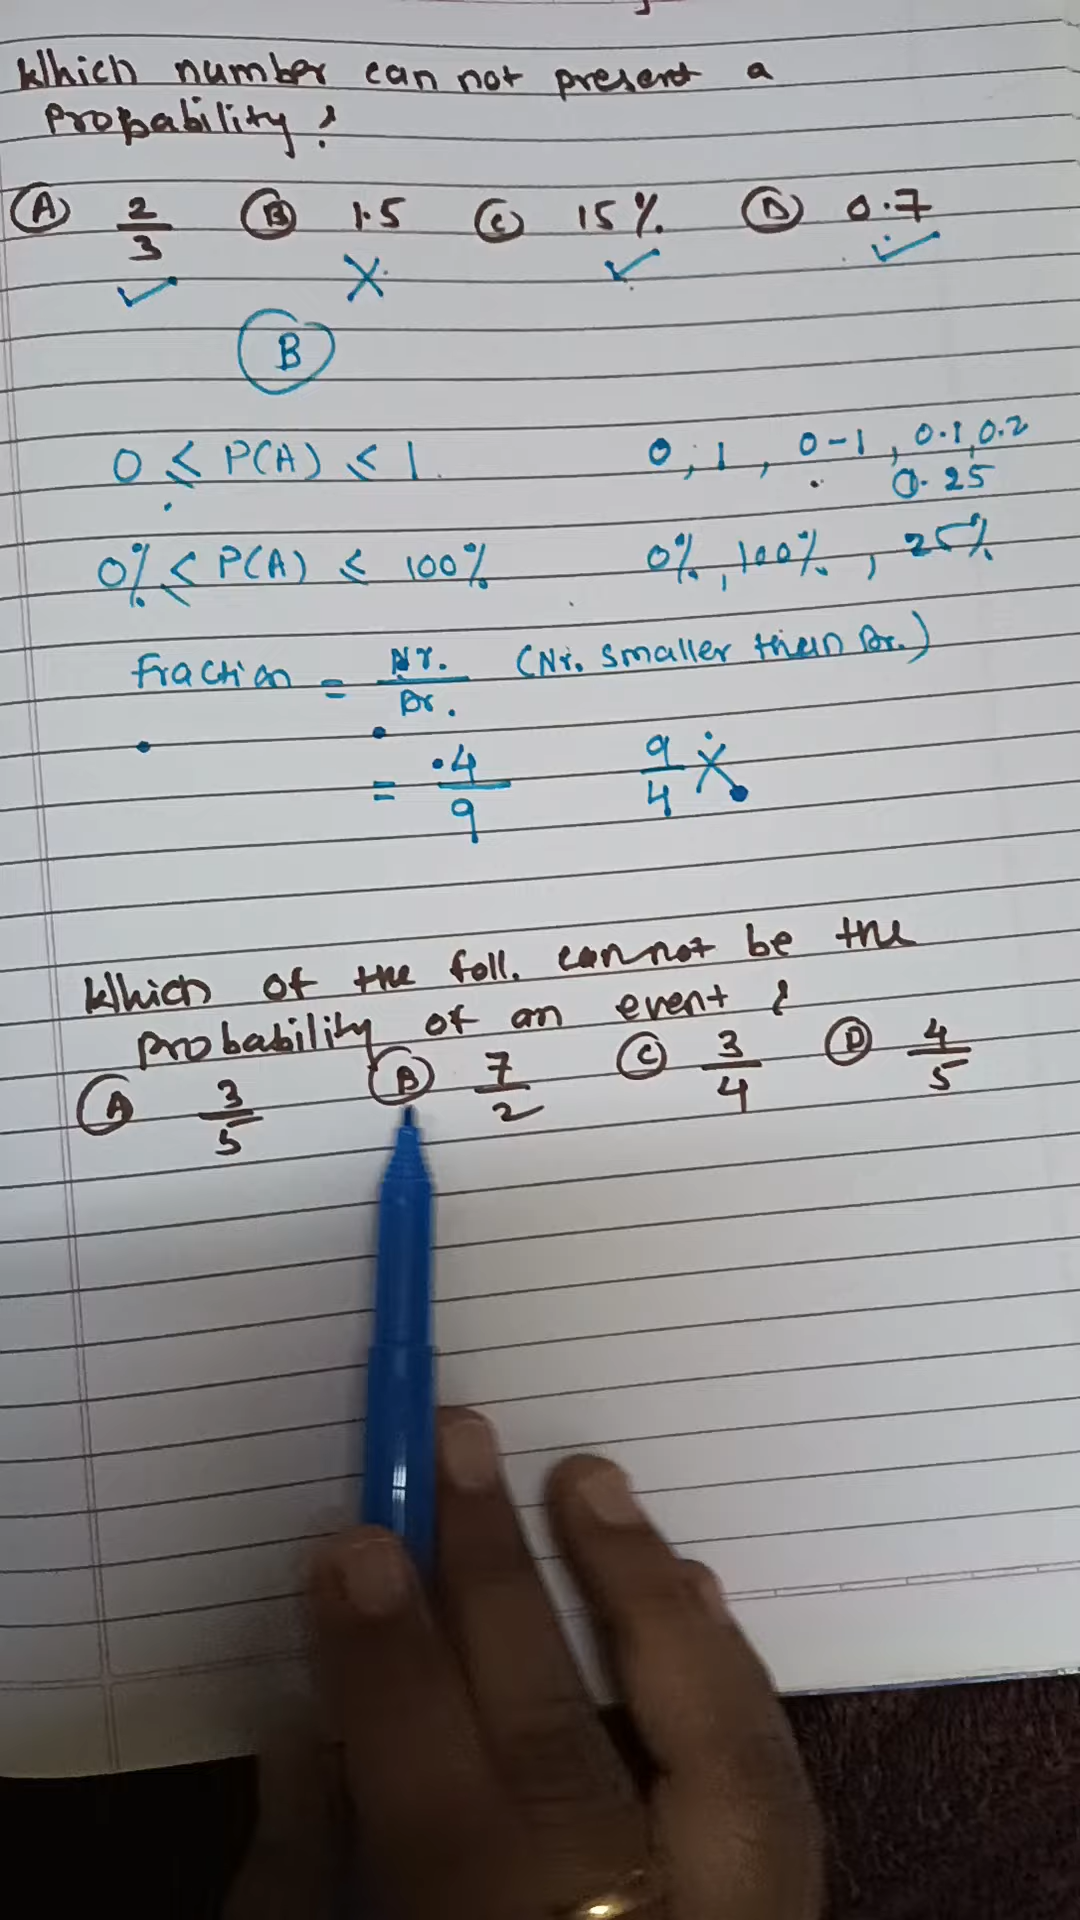 Which number can not present a
Probability ?
(A) 2/3 (B) 1.5 (C) 15% (D) 0.7
B
0 ≤ P(A) ≤ 1 0, 1, 0-1, 0.1, 0.2
0.25
0% ≤ P(A) ≤ 100% 0%, 100%, 25%
Fraction = Nr./Dr. (Nr. smaller than Dr.)
= 4/9 9/4 X
Which of the foll. cannot be the
probability of an event ?
(A) 3/5 (B) 7/2 (C) 3/4 (D) 4/5